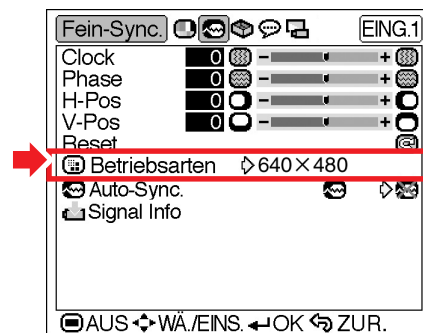 Fein-Sync. EING.1
Clock 0 - +
Phase 0 - +
H-Pos 0 - +
V-Pos 0 - +
Reset
Betriebsarten 640×480
Auto-Sync.
Signal Info
AUS WÄ./EINS. OK ZUR.